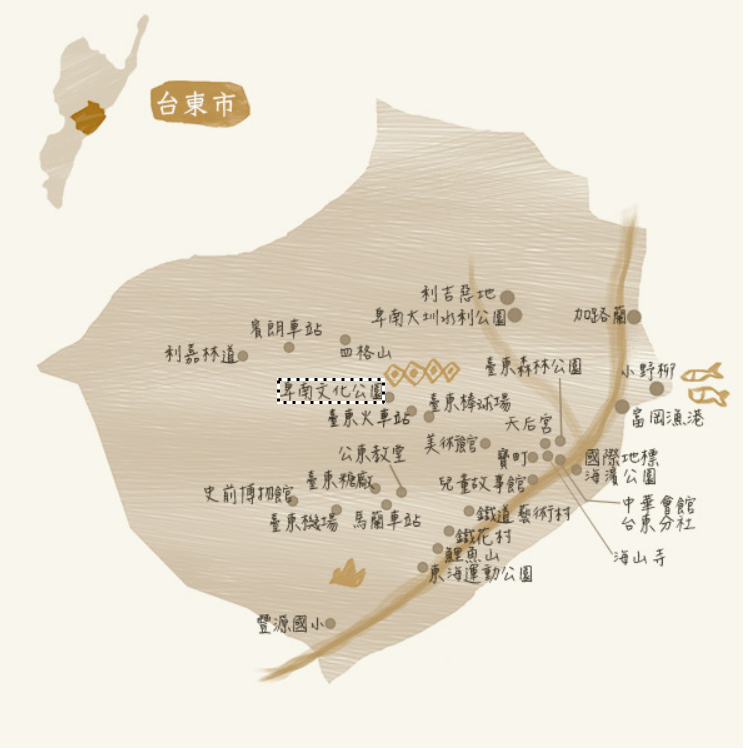 台東市
利吉惡地
卑南大圳水利公園
加路蘭
賓朗車站
利嘉林道
四格山
臺東森林公園
小野柳
卑南文化公園
臺東棒球場
臺東火車站
富岡漁港
天后宮
美術館
公東教堂
寶町
國際地標
海濱公園
臺東糖廠
兒童故事館
史前博物館
中華會館
台東分社
臺東機場
馬蘭車站
鐵道藝術村
鐵花村
鯉魚山
海山寺
東海運動公園
豐源國小